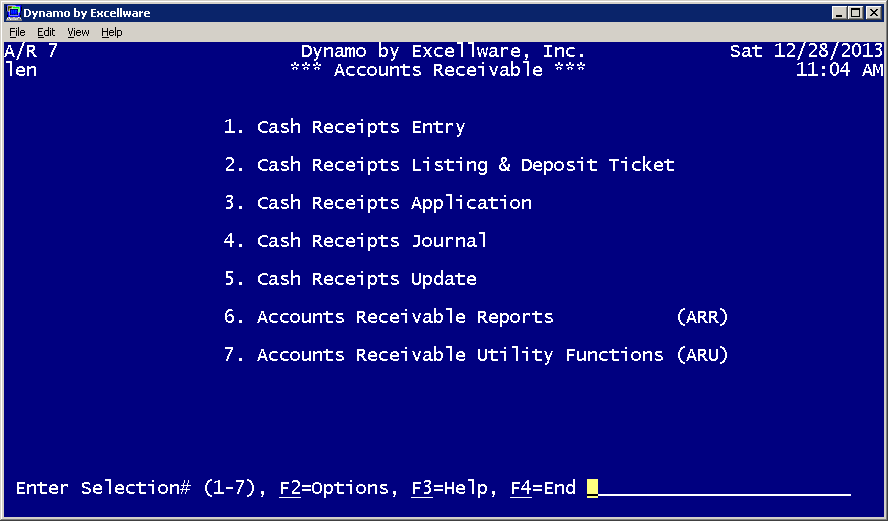 Dynamo by Excellware
File Edit View Help
A/R 7 Dynamo by Excellware, Inc. Sat 12/28/2013
len *** Accounts Receivable *** 11:04 AM
1. Cash Receipts Entry
2. Cash Receipts Listing & Deposit Ticket
3. Cash Receipts Application
4. Cash Receipts Journal
5. Cash Receipts Update
6. Accounts Receivable Reports (ARR)
7. Accounts Receivable Utility Functions (ARU)
Enter Selection# (1-7), F2=Options, F3=Help, F4=End